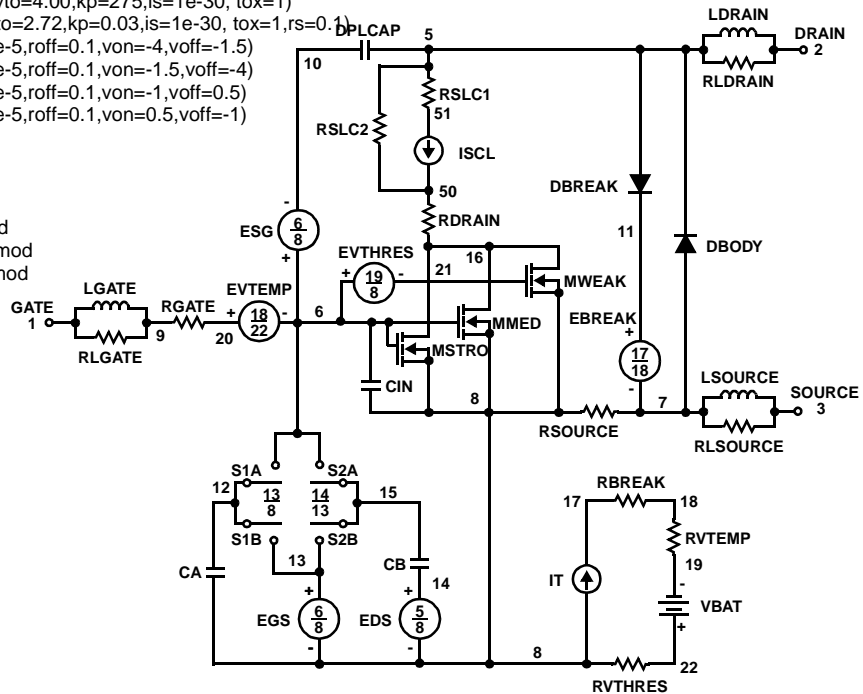 vto=4.00,kp=275,is=1e-30, tox=1)
to=2.72,kp=0.03,is=1e-30, tox=1,rs=0.1)
e-5,roff=0.1,von=-4,voff=-1.5)
e-5,roff=0.1,von=-1.5,voff=-4)
e-5,roff=0.1,von=-1,voff=0.5)
e-5,roff=0.1,von=0.5,voff=-1)
d
mod
mod
DPLCAP
5
10
LDRAIN
DRAIN
2
RLDRAIN
RSLC1
51
RSLC2
ISCL
50
RDRAIN
DBREAK
11
DBODY
-
ESG
6
8
+
EVTHRES
+
19
8
-
21
16
MWEAK
LGATE
GATE
1
RLGATE
9
RGATE
20
EVTEMP
+
18
22
-
6
MMED
MSTRO
CIN
EBREAK
+
17
18
-
8
RSOURCE
7
LSOURCE
SOURCE
3
RLSOURCE
S1A
S2A
12
13
8
14
13
15
S1B
S2B
13
CA
CB
14
+
EGS
6
8
-
+
EDS
5
8
-
8
RBREAK
17
18
RVTEMP
19
IT
-
VBAT
+
22
RVTHRES